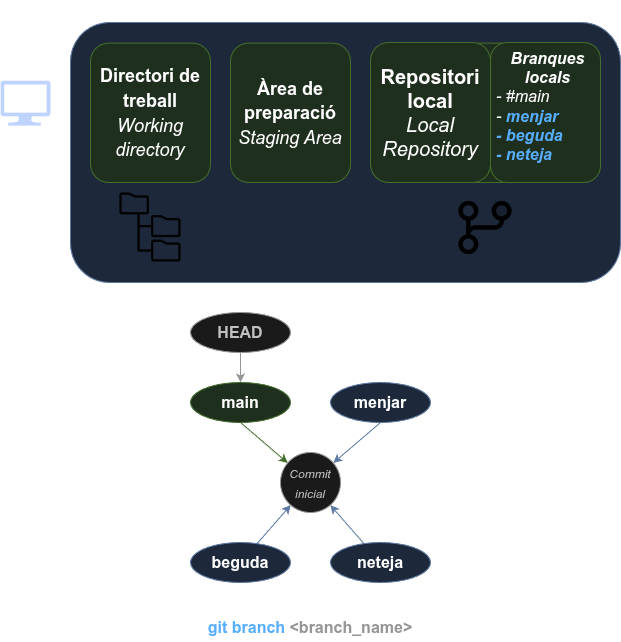 Directori de
treball
Working
directory
Àrea de
preparació
Staging Area
Repositori
local
Local
Repository
Branques
locals
- #main
- menjar
- beguda
- neteja
HEAD
main
menjar
Commit
inicial
beguda
neteja
git branch <branch_name>